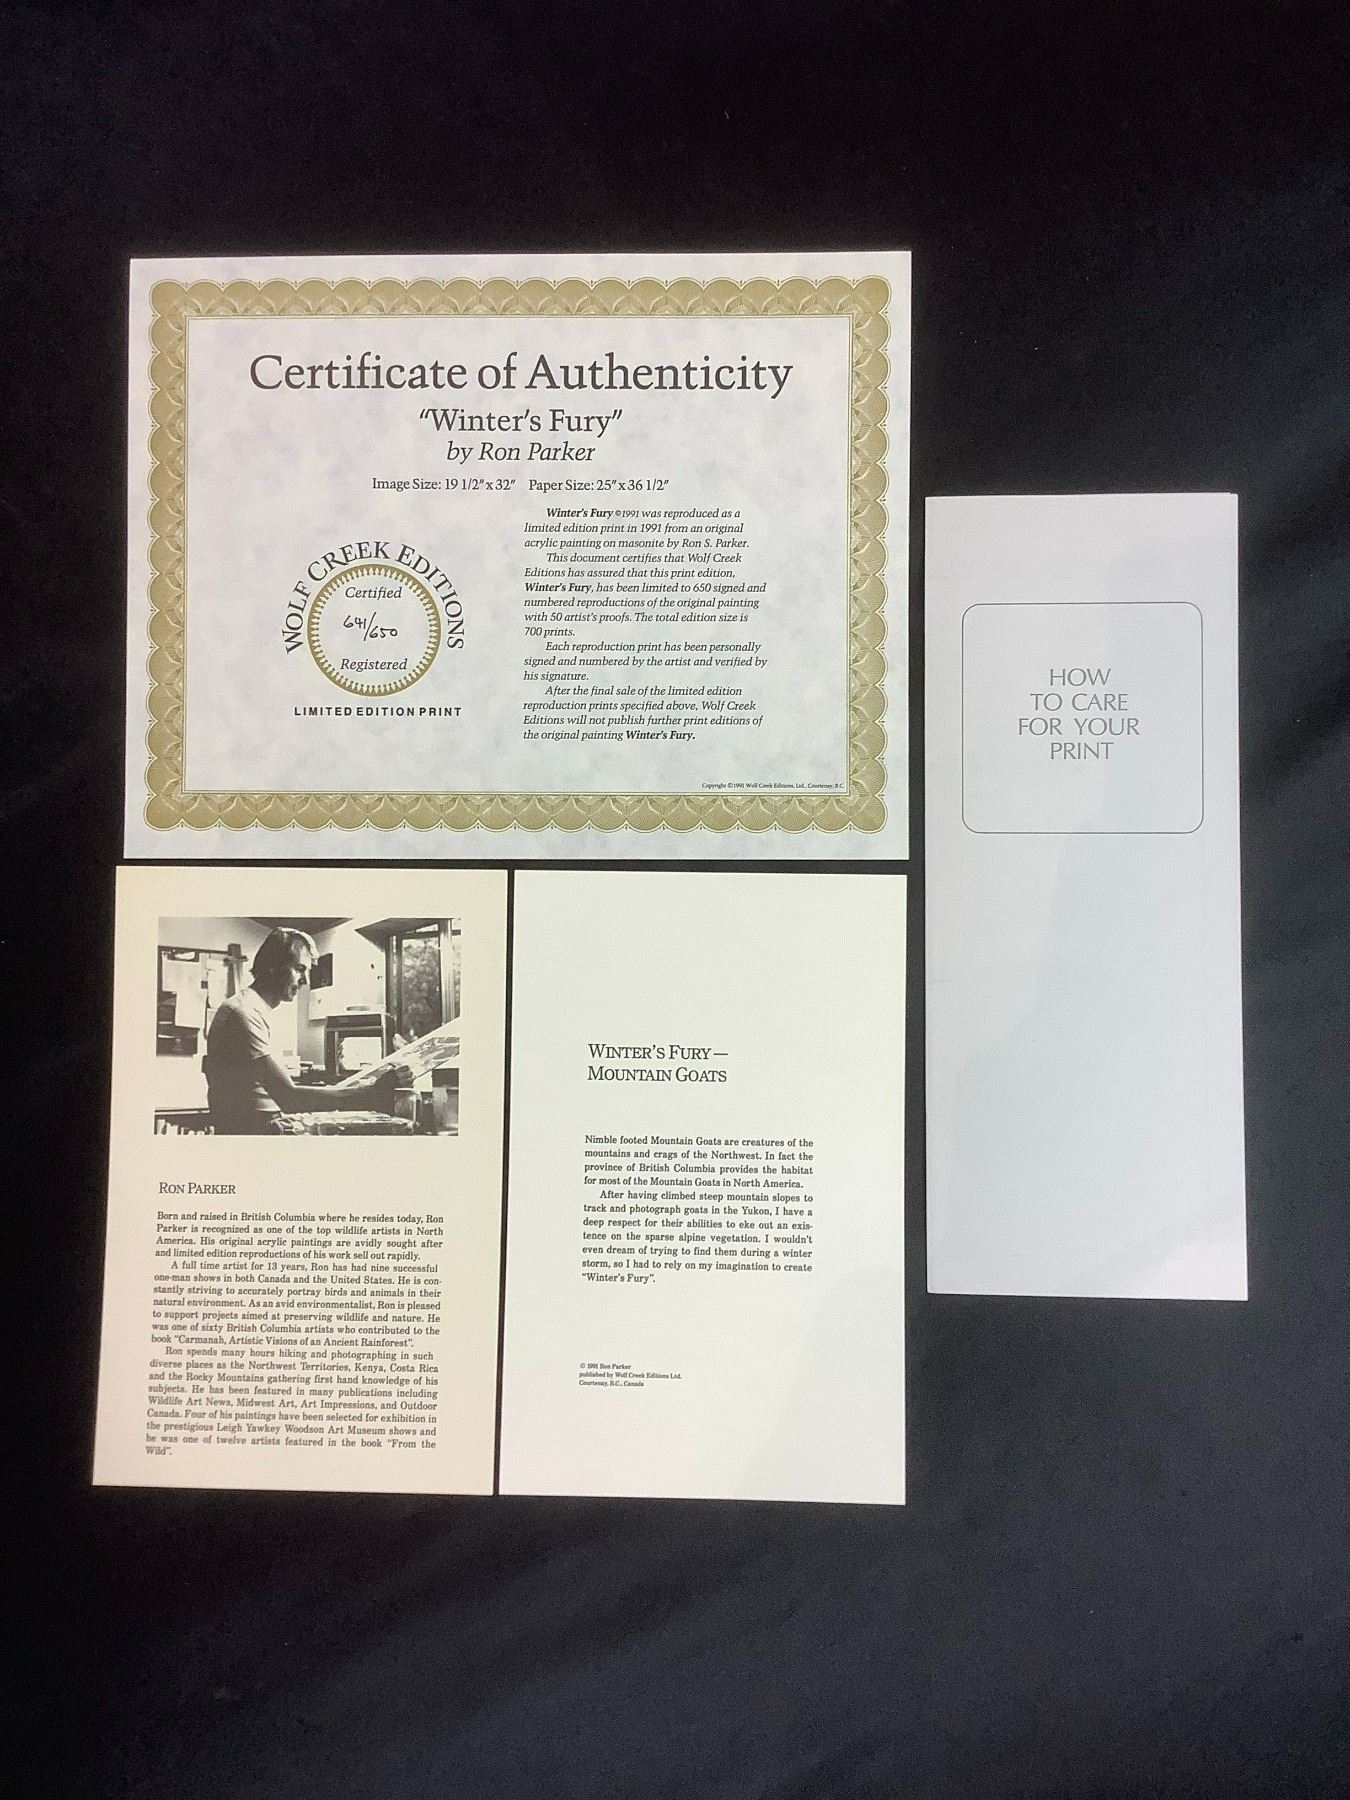 Certificate of Authenticity
"Winter's Fury"
by Ron Parker
Image Size: 19 1/2" x 32" Paper Size: 25" x 36 1/2"
WOLF CREEK EDITIONS
Certified
641/650
Registered
LIMITED EDITION PRINT
Winter's Fury ©1991 was reproduced as a
limited edition print in 1991 from an original
acrylic painting on masonite by Ron S. Parker.
This document certifies that Wolf Creek
Editions has assured that this print edition,
Winter's Fury, has been limited to 650 signed and
numbered reproductions of the original painting
with 50 artist's proofs. The total edition size is
700 prints.
Each reproduction print has been personally
signed and numbered by the artist and verified by
his signature.
After the final sale of the limited edition
reproduction prints specified above, Wolf Creek
Editions will not publish further print editions of
the original painting Winter's Fury.
Copyright ©1991 Wolf Creek Editions, Ltd., Courtenay, B.C.
HOW
TO CARE
FOR YOUR
PRINT
RON PARKER
Born and raised in British Columbia where he resides today, Ron
Parker is recognized as one of the top wildlife artists in North
America. His original acrylic paintings are avidly sought after
and limited edition reproductions of his work sell out rapidly.
A full time artist for 13 years, Ron has had nine successful
one-man shows in both Canada and the United States. He is con-
stantly striving to accurately portray birds and animals in their
natural environment. As an avid environmentalist, Ron is pleased
to support projects aimed at preserving wildlife and nature. He
was one of sixty British Columbia artists who contributed to the
book "Carmanah, Artistic Visions of an Ancient Rainforest".
Ron spends many hours hiking and photographing in such
diverse places as the Northwest Territories, Kenya, Costa Rica
and the Rocky Mountains gathering first hand knowledge of his
subjects. He has been featured in many publications including
Wildlife Art News, Midwest Art, Art Impressions, and Outdoor
Canada. Four of his paintings have been selected for exhibition in
the prestigious Leigh Yawkey Woodson Art Museum shows and
he was one of twelve artists featured in the book "From the
Wild".
WINTER'S FURY—
MOUNTAIN GOATS
Nimble footed Mountain Goats are creatures of the
mountains and crags of the Northwest. In fact the
province of British Columbia provides the habitat
for most of the Mountain Goats in North America.
After having climbed steep mountain slopes to
track and photograph goats in the Yukon, I have a
deep respect for their abilities to eke out an exis-
tence on the sparse alpine vegetation. I wouldn't
even dream of trying to find them during a winter
storm, so I had to rely on my imagination to create
"Winter's Fury".
© 1991 Ron Parker
published by Wolf Creek Editions Ltd.
Courtenay, B.C., Canada